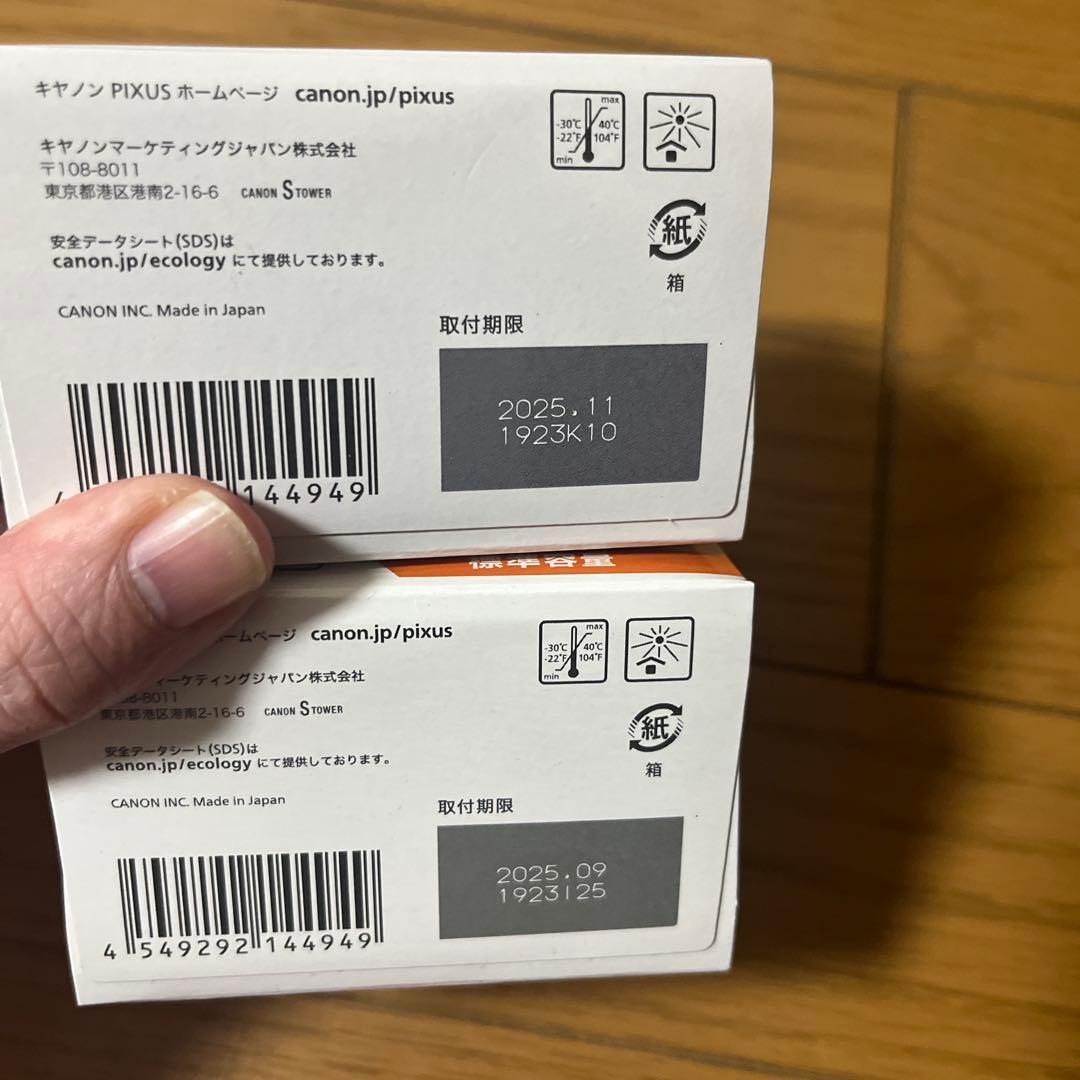 キヤノン PIXUS ホームページ canon.jp/pixus
max
-30℃ 40℃
-22°F 104°F
min
キヤノンマーケティングジャパン株式会社
〒108-8011
東京都港区港南2-16-6 CANON S TOWER
紙
箱
安全データシート(SDS)は
canon.jp/ecology にて提供しております。
CANON INC. Made in Japan
取付期限
2025.11
1923K10
144949
標準容量
ームページ canon.jp/pixus
max
-30℃ 40℃
-22°F 104°F
min
マーケティングジャパン株式会社
8-8011
東京都港区港南2-16-6 CANON S TOWER
紙
箱
安全データシート(SDS)は
canon.jp/ecology にて提供しております。
CANON INC. Made in Japan
取付期限
2025.09
1923I25
4 549292 144949